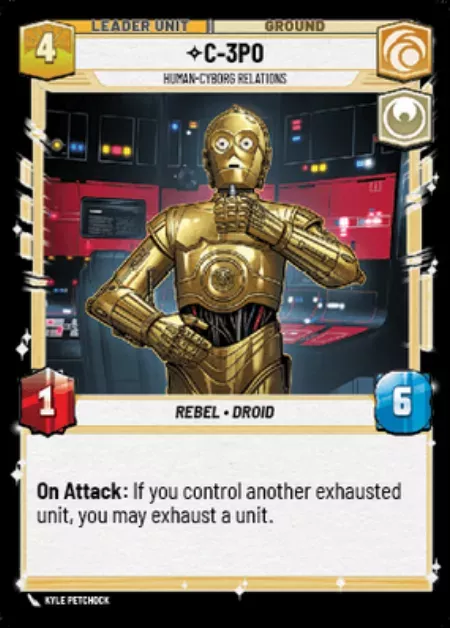 LEADER UNIT GROUND
4
C-3PO
HUMAN-CYBORG RELATIONS
1 REBEL • DROID 6
On Attack: If you control another exhausted
unit, you may exhaust a unit.
KYLE PETCHOCK